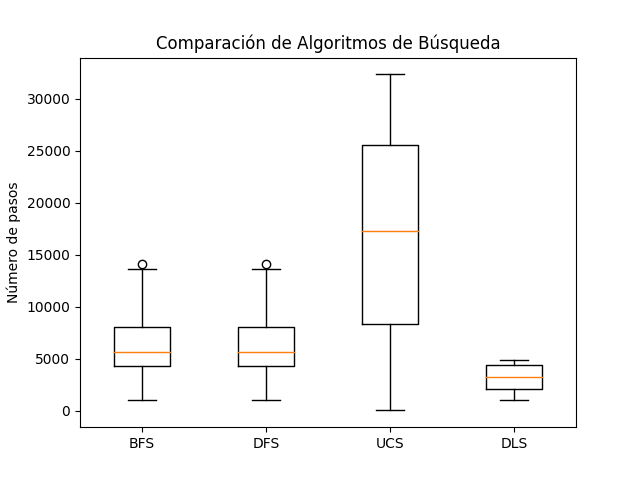 Comparación de Algoritmos de Búsqueda
Número de pasos
30000
25000
20000
15000
10000
5000
0
BFS DFS UCS DLS